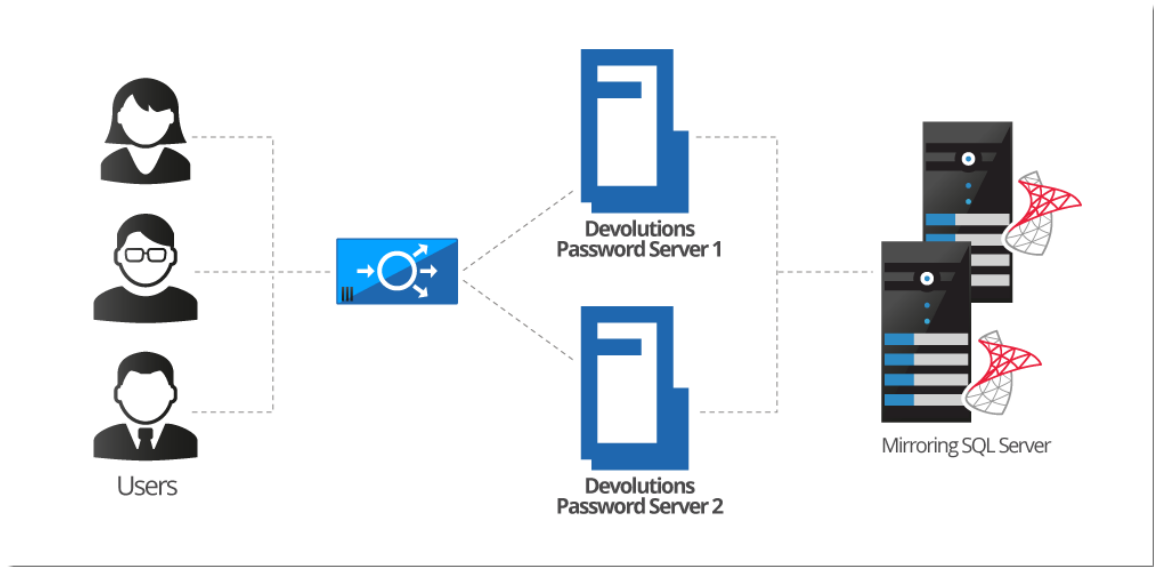 Users
Devolutions
Password Server 1
Devolutions
Password Server 2
Mirroring SQL Server